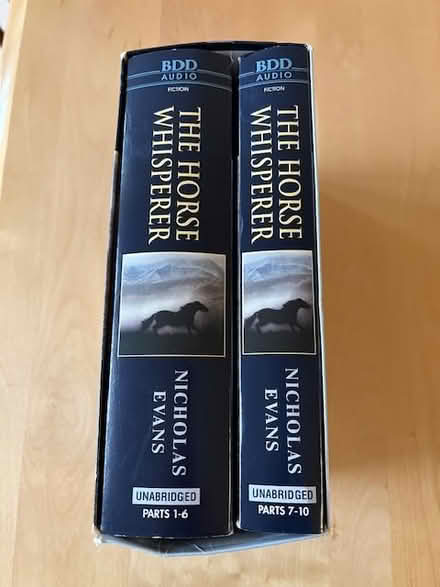 BDD
AUDIO
FICTION
THE HORSE
WHISPERER
NICHOLAS
EVANS
UNABRIDGED
PARTS 1-6
BDD
AUDIO
FICTION
THE HORSE
WHISPERER
NICHOLAS
EVANS
UNABRIDGED
PARTS 7-10